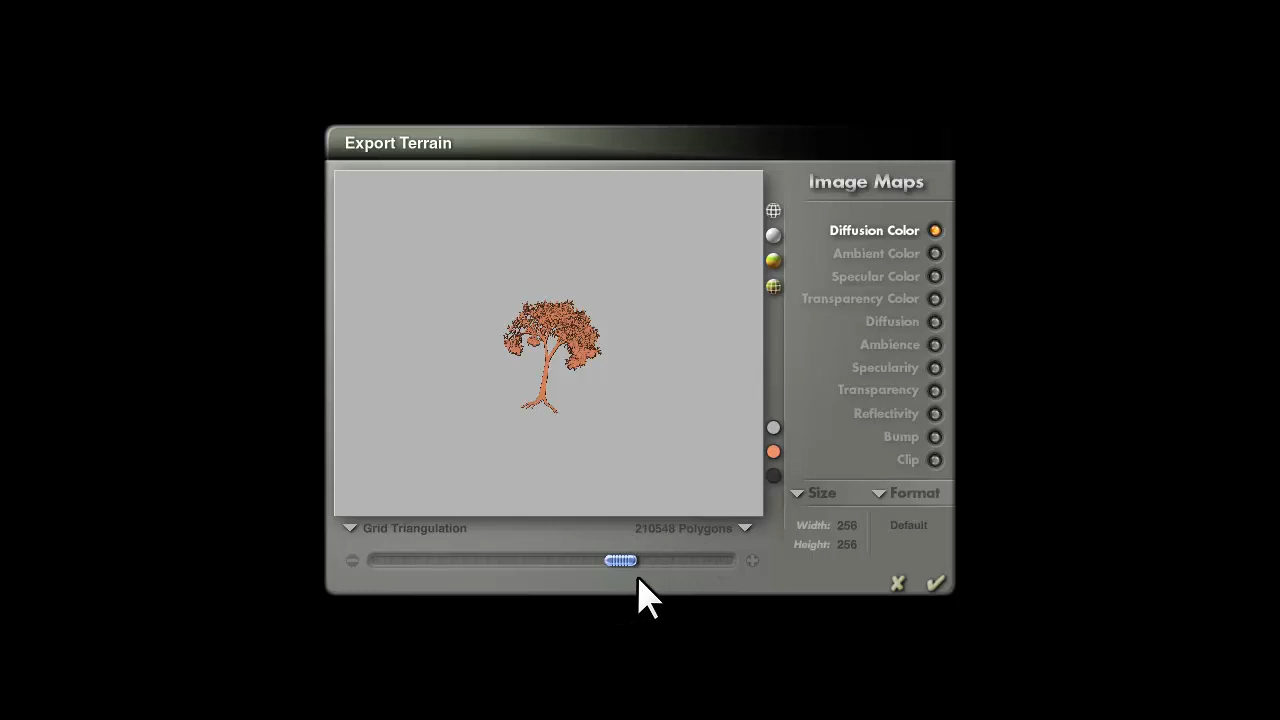 Export Terrain
Image Maps
Diffusion Color
Ambient Color
Specular Color
Transparency Color
Diffusion
Ambience
Specularity
Transparency
Reflectivity
Bump
Clip
Size Format
Width: 256 Default
Height: 256
Grid Triangulation 210548 Polygons